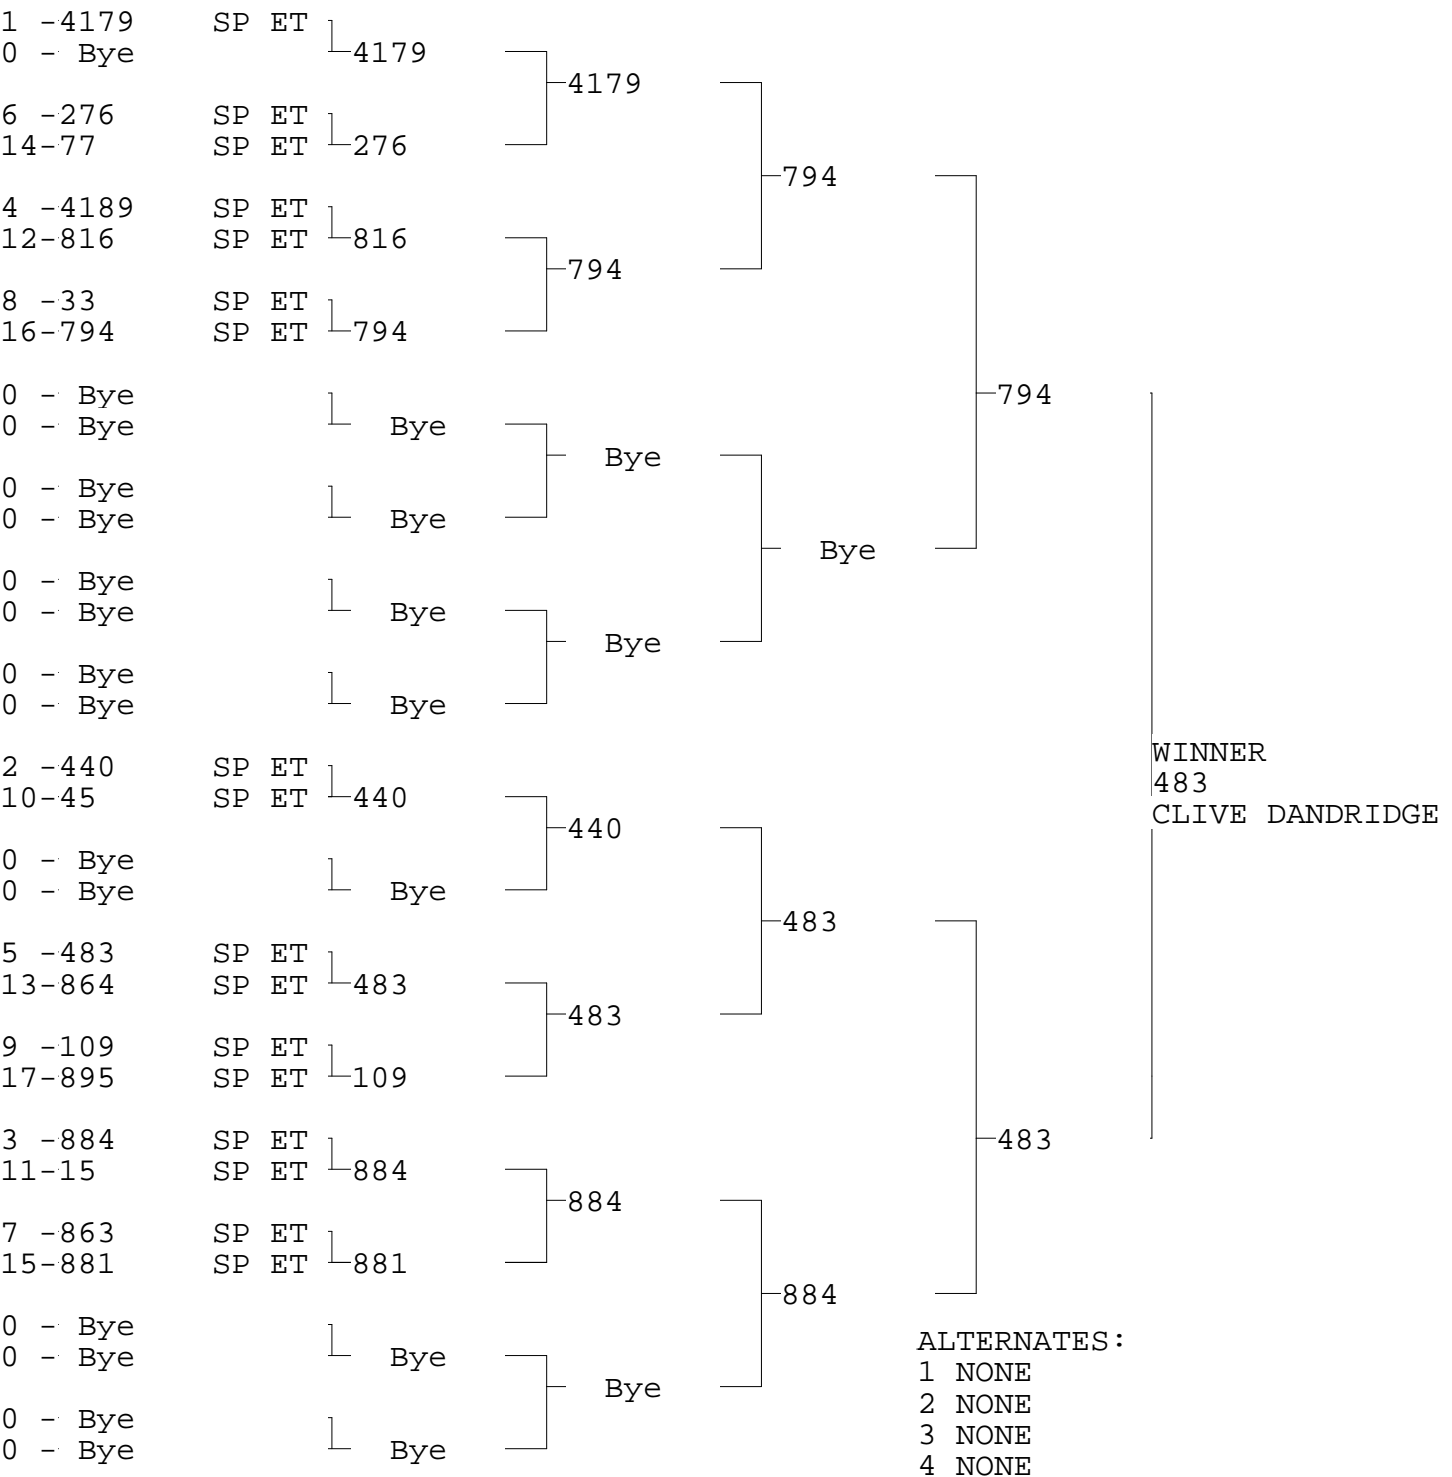 1 -4179 SP ET
0 - Bye 4179
4179
6 -276 SP ET
14-77 SP ET 276
794
4 -4189 SP ET
12-816 SP ET 816
794
8 -33 SP ET
16-794 SP ET 794
0 - Bye 794
0 - Bye Bye
Bye
0 - Bye
0 - Bye Bye
Bye
0 - Bye
0 - Bye Bye
Bye
0 - Bye
0 - Bye Bye
WINNER
2 -440 SP ET
483
10-45 SP ET 440
CLIVE DANDRIDGE
440
0 - Bye
0 - Bye Bye
483
5 -483 SP ET
13-864 SP ET 483
483
9 -109 SP ET
17-895 SP ET 109
3 -884 SP ET 483
11-15 SP ET 884
884
7 -863 SP ET
15-881 SP ET 881
884
0 - Bye
ALTERNATES:
0 - Bye Bye
1 NONE
Bye
2 NONE
0 - Bye
3 NONE
0 - Bye Bye
4 NONE